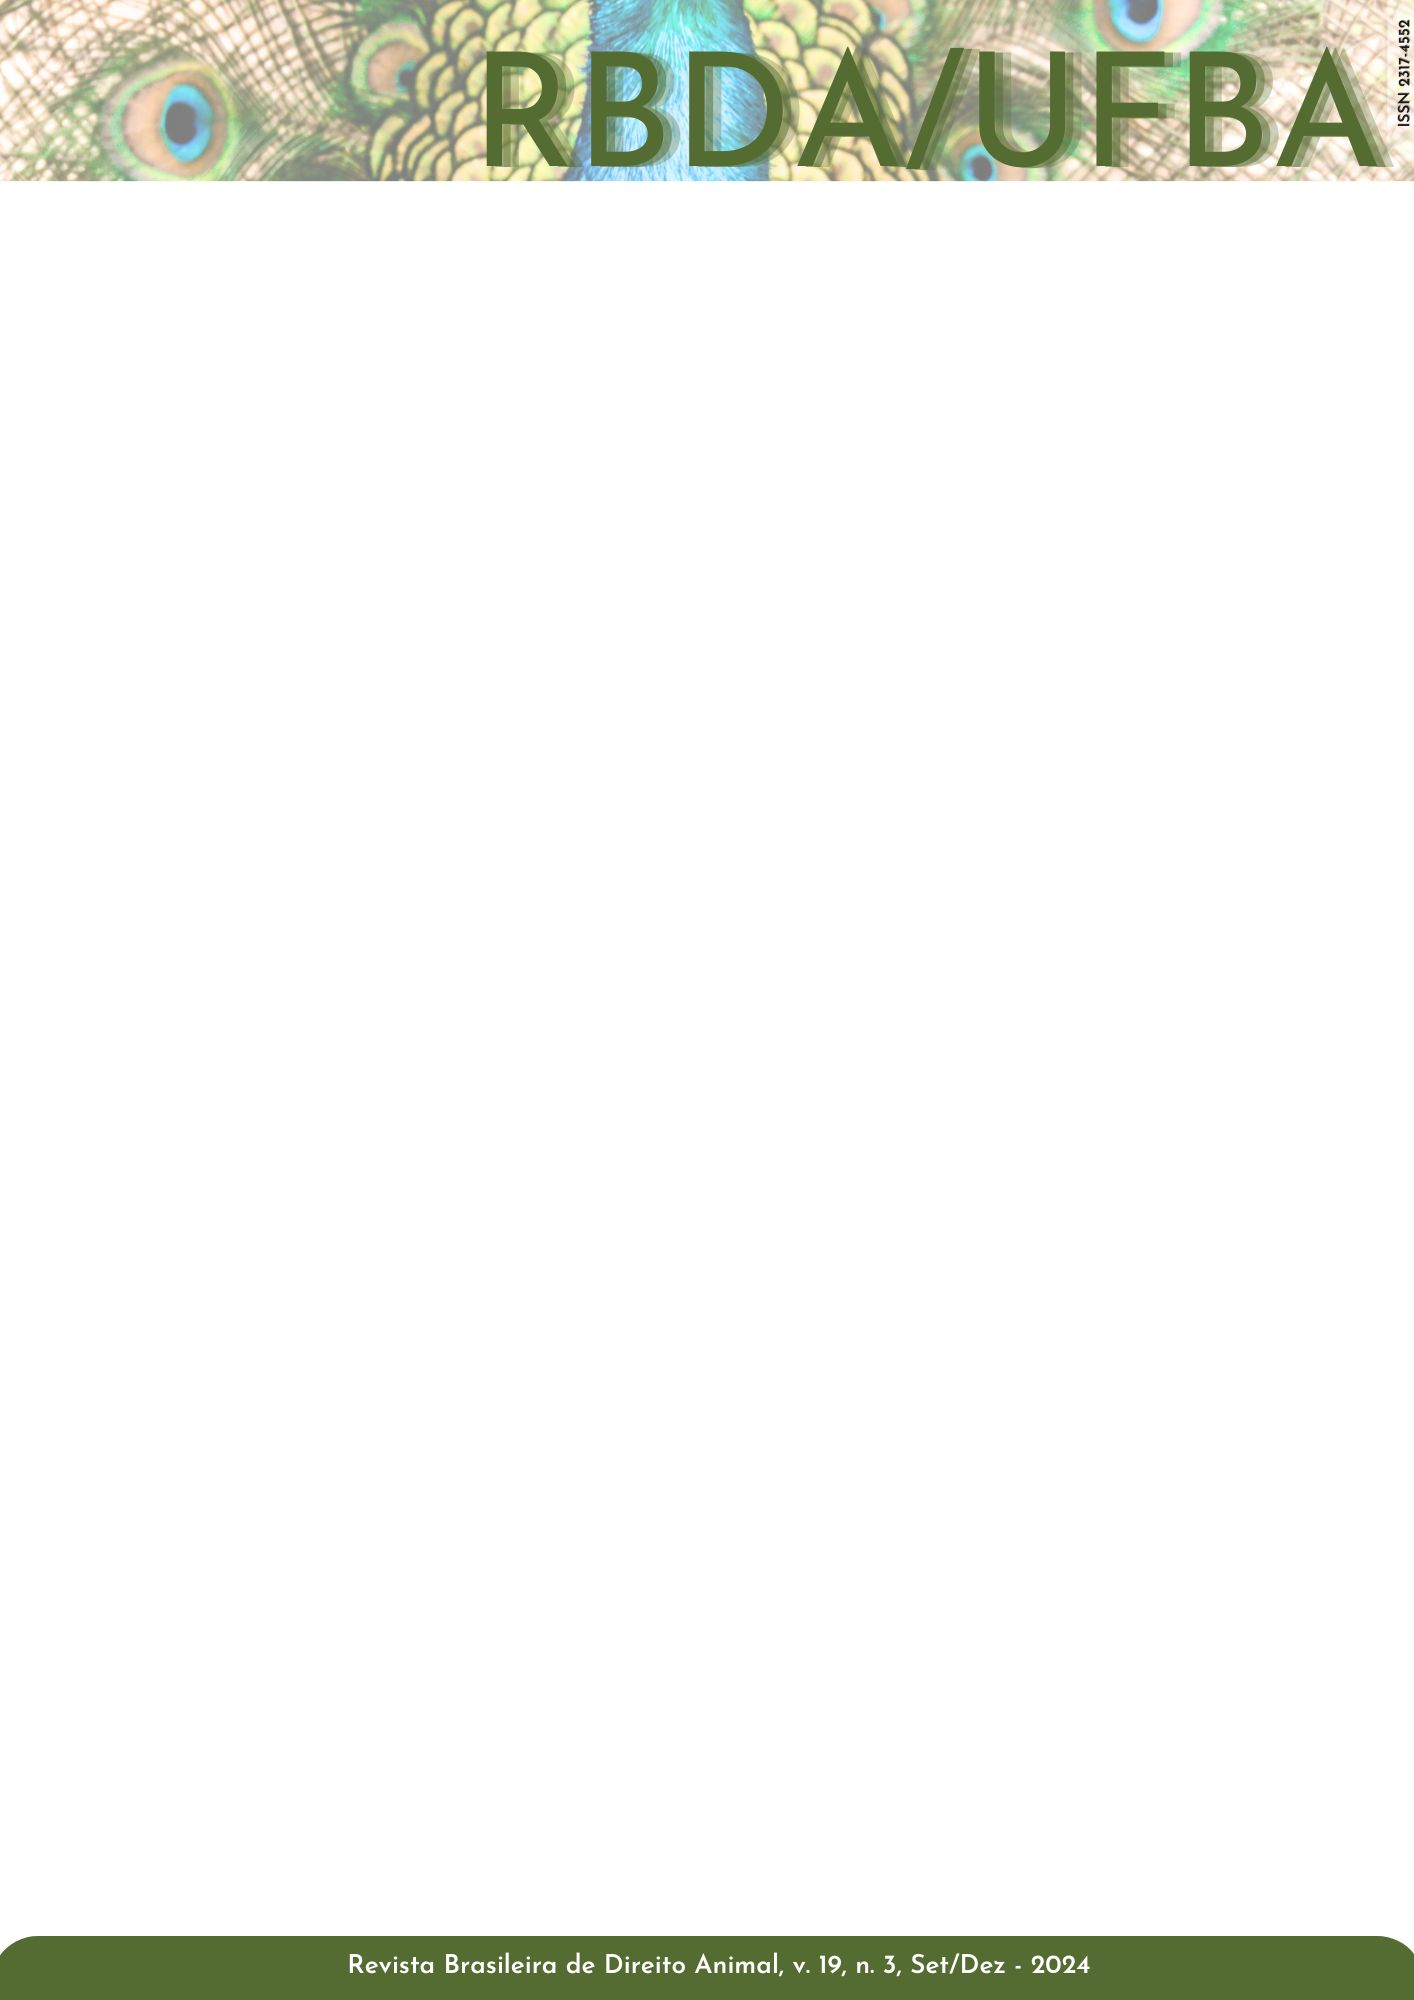 RBDA/UFBA
ISSN 2317-4552
Revista Brasileira de Direito Animal, v. 19, n. 3, Set/Dez - 2024